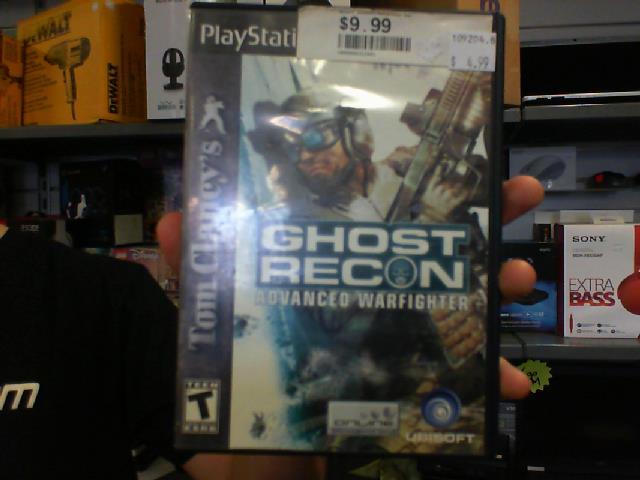 DEWALT
DEWALT
PlayStati
$9.99
$ 4.99
Tom Clancy's
GHOST
RECON
ADVANCED WARFIGHTER
TEEN
T
ONLINE
UBISOFT
SONY
EXTRA
BASS
Disney
m